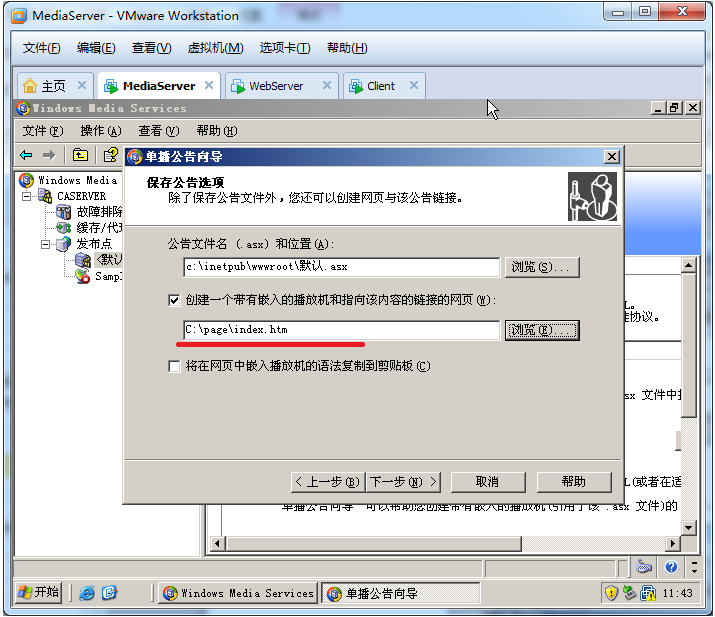 MediaServer - VMware Workstation
文件(F) 编辑(E) 查看(V) 虚拟机(M) 选项卡(T) 帮助(H)
主页 MediaServer WebServer Client
Windows Media Services
文件(F) 操作(A) 查看(V) 帮助(H)
Windows Media
CASERVER
故障排除
缓存/代理
发布点
<默认
Sampl
单播公告向导
保存公告选项
除了保存公告文件外，您还可以创建网页与该公告链接。
公告文件名 (.asx) 和位置(A):
c:\inetpub\wwwroot\默认.asx 浏览(S)...
创建一个带有嵌入的播放机和指向该内容的链接的网页(W):
C:\page\index.htm 浏览(E)...
将在网页中嵌入播放机的语法复制到剪贴板(C)
< 上一步(B) 下一步(N) > 取消 帮助
L。
准协议。
sx 文件中指
L(或者在适
单播公告向导 可以帮助您创建带有嵌入的播放机(引用了该 .asx 文件)的
开始 Windows Media Services 单播公告向导 11:43